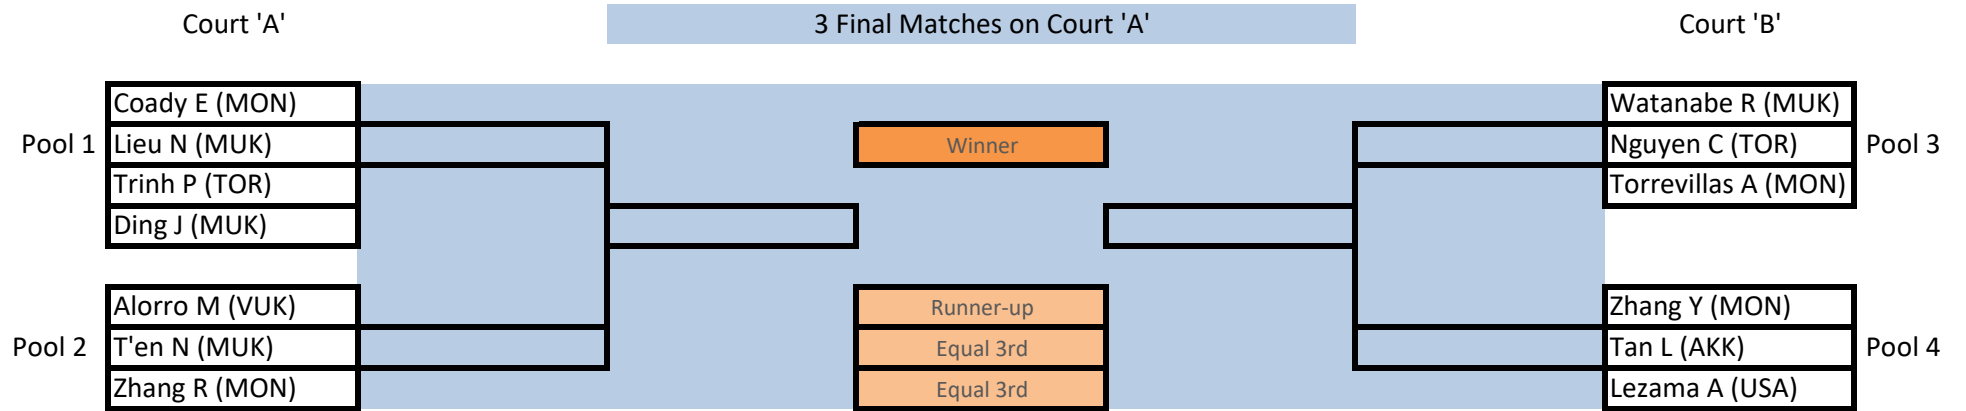 Court 'A'
3 Final Matches on Court 'A'
Court 'B'
Pool 1
Coady E (MON)
Lieu N (MUK)
Trinh P (TOR)
Ding J (MUK)
Pool 2
Alorro M (VUK)
T'en N (MUK)
Zhang R (MON)
Winner
Runner-up
Equal 3rd
Equal 3rd
Watanabe R (MUK)
Nguyen C (TOR)
Torrevillas A (MON)
Pool 3
Zhang Y (MON)
Tan L (AKK)
Lezama A (USA)
Pool 4